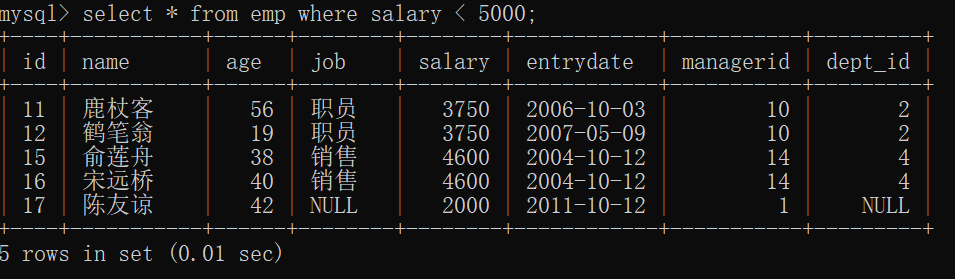 mysql> select * from emp where salary < 5000;
+----+-----------+------+--------+--------+------------+-----------+---------+
| id | name      | age  | job    | salary | entrydate  | managerid | dept_id |
+----+-----------+------+--------+--------+------------+-----------+---------+
| 11 | 鹿杖客    |   56 | 职员   |   3750 | 2006-10-03 |        10 |       2 |
| 12 | 鹤笔翁    |   19 | 职员   |   3750 | 2007-05-09 |        10 |       2 |
| 15 | 俞莲舟    |   38 | 销售   |   4600 | 2004-10-12 |        14 |       4 |
| 16 | 宋远桥    |   40 | 销售   |   4600 | 2004-10-12 |        14 |       4 |
| 17 | 陈友谅    |   42 | NULL   |   2000 | 2011-10-12 |         1 |    NULL |
+----+-----------+------+--------+--------+------------+-----------+---------+
5 rows in set (0.01 sec)